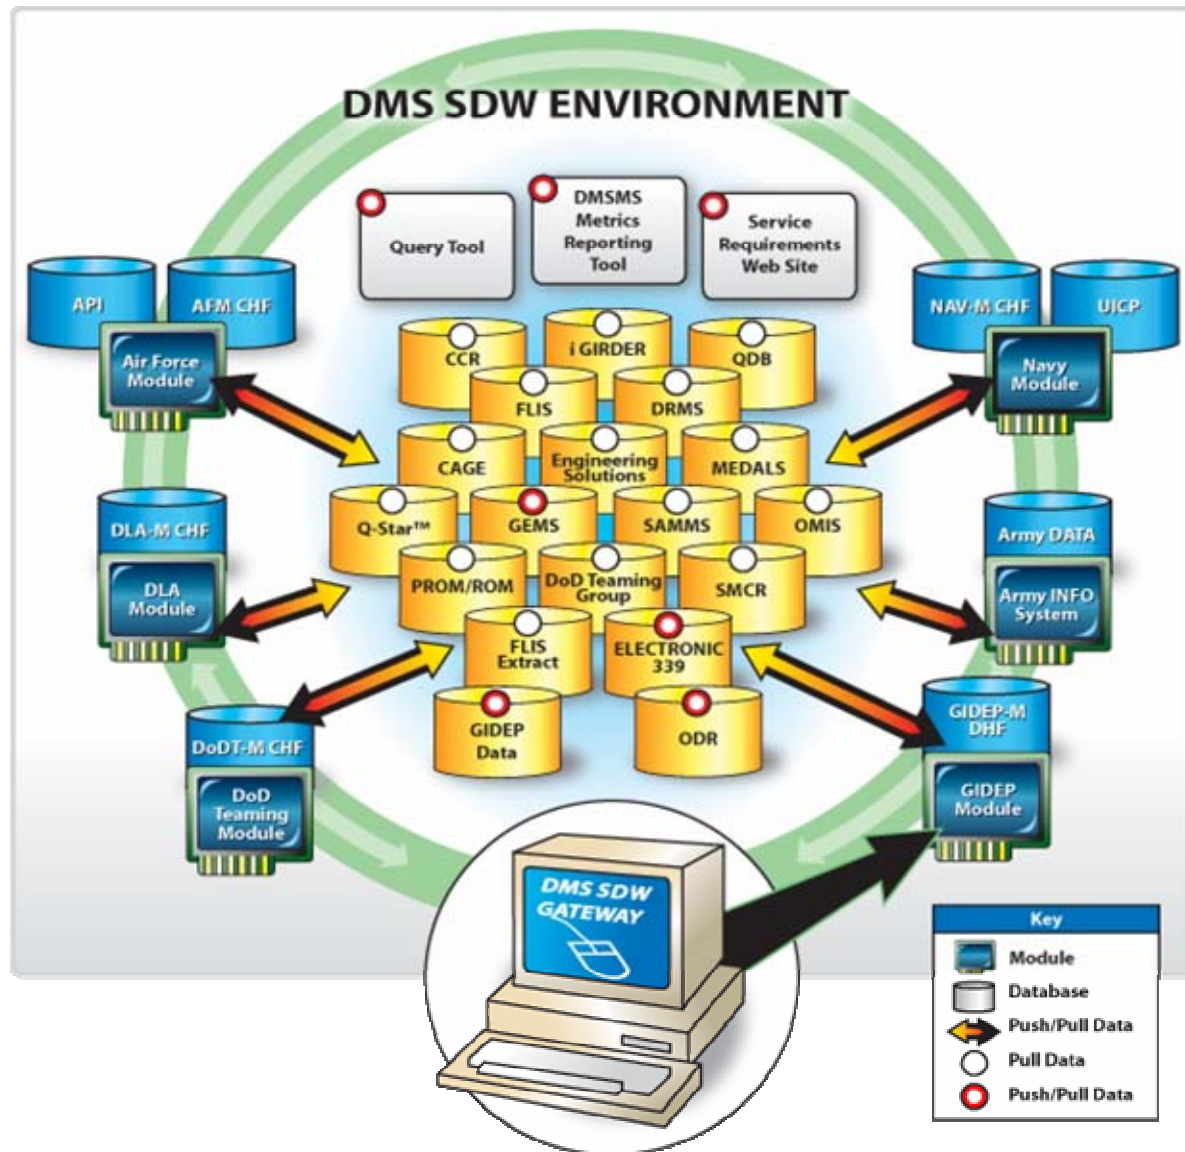 DMS SDW ENVIRONMENT
Query Tool
DMSMS
Metrics
Reporting
Tool
Service
Requirements
Web Site
API
AFM CHF
Air Force
Module
NAV-M CHF
UICP
Navy
Module
CCR
i GIRDER
QDB
FLIS
DRMS
CAGE
Engineering
Solutions
MEDALS
Q-Star™
GEMS
SAMMS
OMIS
PROM/ROM
DoD Teaming
Group
SMCR
FLIS
Extract
ELECTRONIC
339
GIDEP
Data
ODR
DLA-M CHF
DLA
Module
Army DATA
Army INFO
System
DoDT-M CHF
DoD
Teaming
Module
GIDEP-M
DHF
GIDEP
Module
DMS SDW
GATEWAY
Key
Module
Database
Push/Pull Data
Pull Data
Push/Pull Data